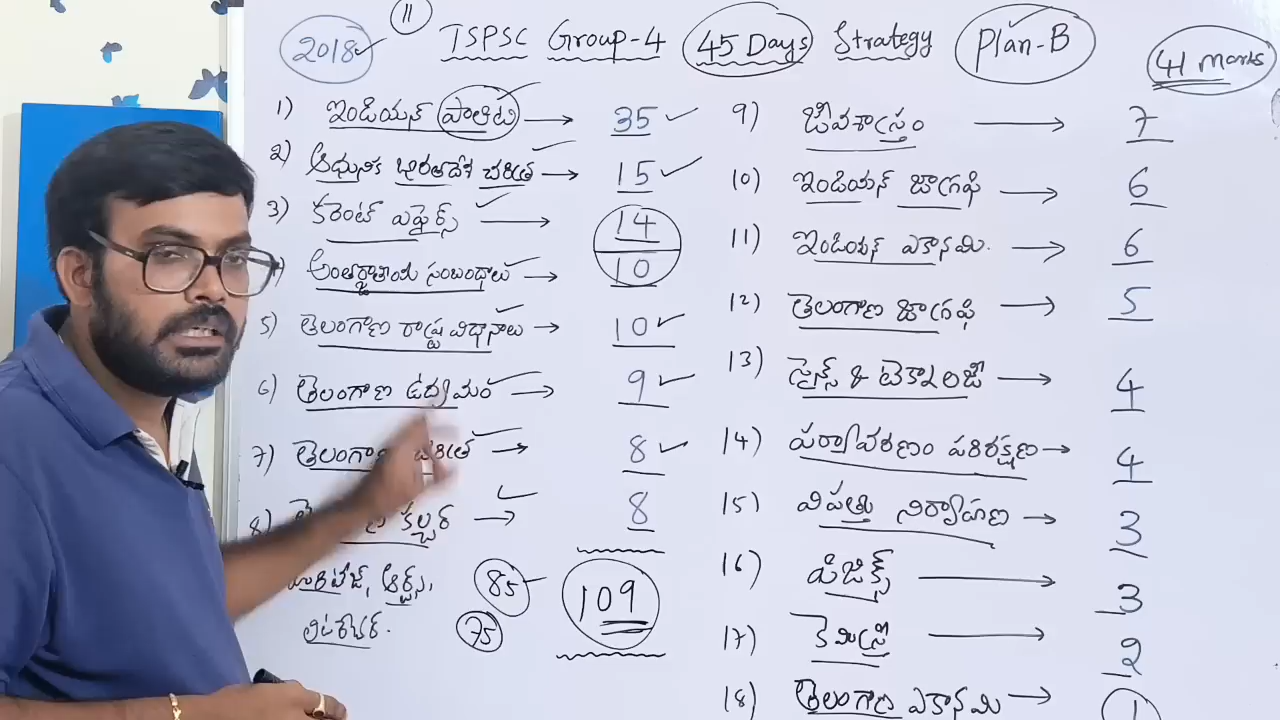 2018 11 TSPSC Group-4 45 Days Strategy Plan-B 41 marks
1) ఇండియన్ పాలిటి → 35
2) ఆధునిక భారతదేశ చరిత్ర → 15
3) కరెంట్ ఎఫైర్స్ → 14
అంతర్జాతీయ సంబంధాలు → 10
5) తెలంగాణ రాష్ట్ర విధానాలు → 10
6) తెలంగాణ ఉద్యమం → 9
7) తెలంగాణ చరిత్ర → 8
8) కల్చర్ → 8
హెరిటేజ్, ఆర్ట్స్, 85 109
లిటరేచర్. 75
9) జీవశాస్త్రం → 7
10) ఇండియన్ జాగ్రఫి → 6
11) ఇండియన్ ఎకానమి. → 6
12) తెలంగాణ జాగ్రఫి → 5
13) సైన్స్ & టెకాలజీ → 4
14) పర్యావరణం పరిరక్షణ → 4
15) విపత్తు నిర్వాహణ → 3
16) ఫిజిక్స్ → 3
17) కెమిస్త్రి → 2
18) తెలంగాణ ఎకానమి → 1